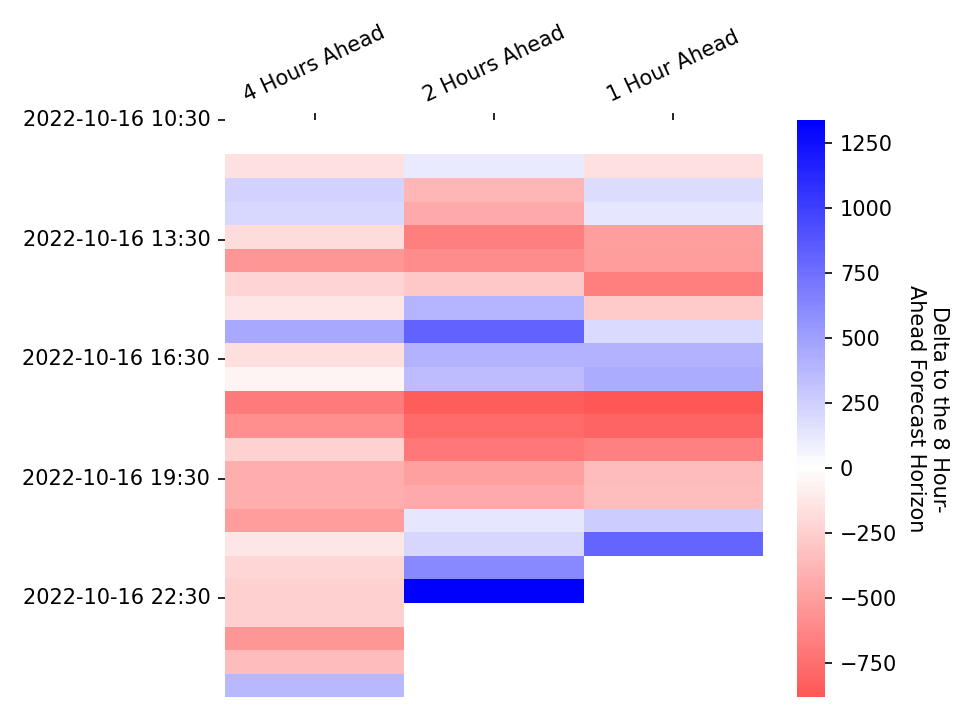 4 Hours Ahead
2 Hours Ahead
1 Hour Ahead
2022-10-16 10:30
2022-10-16 13:30
2022-10-16 16:30
2022-10-16 19:30
2022-10-16 22:30
1250
1000
750
500
250
0
−250
−500
−750
Delta to the 8 Hour-
Ahead Forecast Horizon